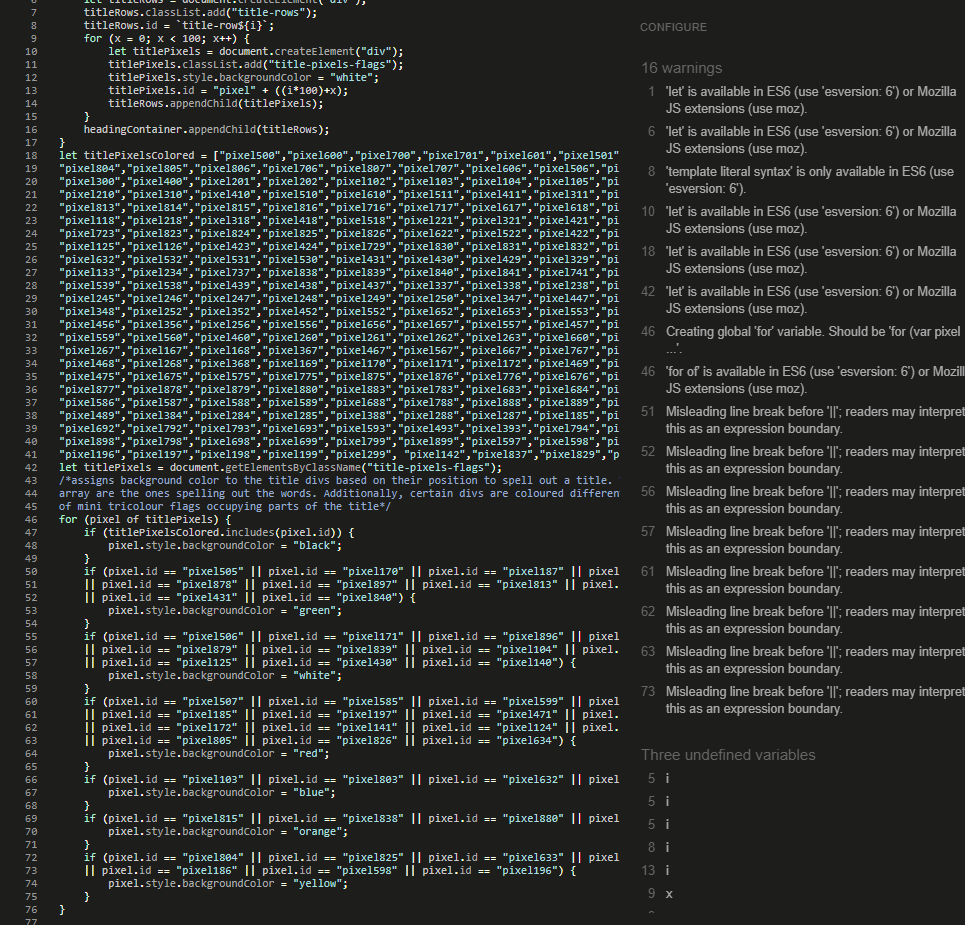 6 let titleRows = document.createElement("div");
7 titleRows.classList.add("title-rows");
8 titleRows.id = `title-row${i}`;
9 for (x = 0; x < 100; x++) {
10 let titlePixels = document.createElement("div");
11 titlePixels.classList.add("title-pixels-flags");
12 titlePixels.style.backgroundColor = "white";
13 titlePixels.id = "pixel" + ((i*100)+x);
14 titleRows.appendChild(titlePixels);
15 }
16 headingContainer.appendChild(titleRows);
17 }
18 let titlePixelsColored = ["pixel500","pixel600","pixel700","pixel701","pixel601","pixel501"
19 "pixel804","pixel805","pixel806","pixel706","pixel807","pixel707","pixel606","pixel506","pi
20 "pixel300","pixel400","pixel201","pixel202","pixel102","pixel103","pixel104","pixel105","pi
21 "pixel210","pixel310","pixel410","pixel510","pixel610","pixel511","pixel411","pixel311","pi
22 "pixel813","pixel814","pixel815","pixel816","pixel716","pixel717","pixel617","pixel618","pi
23 "pixel118","pixel218","pixel318","pixel418","pixel518","pixel221","pixel321","pixel421","pi
24 "pixel723","pixel823","pixel824","pixel825","pixel826","pixel622","pixel522","pixel422","pi
25 "pixel125","pixel126","pixel423","pixel424","pixel729","pixel830","pixel831","pixel832","pi
26 "pixel632","pixel532","pixel531","pixel530","pixel431","pixel430","pixel429","pixel329","pi
27 "pixel133","pixel234","pixel737","pixel838","pixel839","pixel840","pixel841","pixel741","pi
28 "pixel539","pixel538","pixel439","pixel438","pixel437","pixel337","pixel338","pixel238","pi
29 "pixel245","pixel246","pixel247","pixel248","pixel249","pixel250","pixel347","pixel447","pi
30 "pixel348","pixel252","pixel352","pixel452","pixel552","pixel652","pixel653","pixel553","pi
31 "pixel456","pixel356","pixel256","pixel556","pixel656","pixel657","pixel557","pixel457","pi
32 "pixel559","pixel560","pixel460","pixel260","pixel261","pixel262","pixel263","pixel660","pi
33 "pixel267","pixel167","pixel168","pixel367","pixel467","pixel567","pixel667","pixel767","pi
34 "pixel468","pixel268","pixel368","pixel169","pixel170","pixel171","pixel172","pixel469","pi
35 "pixel475","pixel675","pixel575","pixel775","pixel875","pixel876","pixel776","pixel676","pi
36 "pixel877","pixel878","pixel879","pixel880","pixel883","pixel783","pixel683","pixel684","pi
37 "pixel586","pixel587","pixel588","pixel589","pixel688","pixel788","pixel888","pixel889","pi
38 "pixel489","pixel384","pixel284","pixel285","pixel388","pixel288","pixel287","pixel185","pi
39 "pixel692","pixel792","pixel793","pixel693","pixel593","pixel493","pixel393","pixel794","pi
40 "pixel898","pixel798","pixel698","pixel699","pixel799","pixel899","pixel597","pixel598","pi
41 "pixel196","pixel197","pixel198","pixel199","pixel299", "pixel142","pixel837","pixel829","p
42 let titlePixels = document.getElementsByClassName("title-pixels-flags");
43 /*assigns background color to the title divs based on their position to spell out a title.
44 array are the ones spelling out the words. Additionally, certain divs are coloured differen
45 of mini tricolour flags occupying parts of the title*/
46 for (pixel of titlePixels) {
47 if (titlePixelsColored.includes(pixel.id)) {
48 pixel.style.backgroundColor = "black";
49 }
50 if (pixel.id == "pixel505" || pixel.id == "pixel170" || pixel.id == "pixel187" || pixel
51 || pixel.id == "pixel878" || pixel.id == "pixel897" || pixel.id == "pixel813" || pixel.
52 || pixel.id == "pixel431" || pixel.id == "pixel840") {
53 pixel.style.backgroundColor = "green";
54 }
55 if (pixel.id == "pixel506" || pixel.id == "pixel171" || pixel.id == "pixel896" || pixel
56 || pixel.id == "pixel879" || pixel.id == "pixel839" || pixel.id == "pixel104" || pixel.
57 || pixel.id == "pixel125" || pixel.id == "pixel430" || pixel.id == "pixel140") {
58 pixel.style.backgroundColor = "white";
59 }
60 if (pixel.id == "pixel507" || pixel.id == "pixel585" || pixel.id == "pixel599" || pixel
61 || pixel.id == "pixel185" || pixel.id == "pixel197" || pixel.id == "pixel471" || pixel.
62 || pixel.id == "pixel172" || pixel.id == "pixel141" || pixel.id == "pixel124" || pixel.
63 || pixel.id == "pixel805" || pixel.id == "pixel826" || pixel.id == "pixel634") {
64 pixel.style.backgroundColor = "red";
65 }
66 if (pixel.id == "pixel103" || pixel.id == "pixel803" || pixel.id == "pixel632" || pixel
67 pixel.style.backgroundColor = "blue";
68 }
69 if (pixel.id == "pixel815" || pixel.id == "pixel838" || pixel.id == "pixel880" || pixel
70 pixel.style.backgroundColor = "orange";
71 }
72 if (pixel.id == "pixel804" || pixel.id == "pixel825" || pixel.id == "pixel633" || pixel
73 || pixel.id == "pixel186" || pixel.id == "pixel598" || pixel.id == "pixel196") {
74 pixel.style.backgroundColor = "yellow";
75 }
76 }
77
CONFIGURE
16 warnings
1 'let' is available in ES6 (use 'esversion: 6') or Mozilla
JS extensions (use moz).
6 'let' is available in ES6 (use 'esversion: 6') or Mozilla
JS extensions (use moz).
8 'template literal syntax' is only available in ES6 (use
'esversion: 6').
10 'let' is available in ES6 (use 'esversion: 6') or Mozilla
JS extensions (use moz).
18 'let' is available in ES6 (use 'esversion: 6') or Mozilla
JS extensions (use moz).
42 'let' is available in ES6 (use 'esversion: 6') or Mozilla
JS extensions (use moz).
46 Creating global 'for' variable. Should be 'for (var pixel
...'.
46 'for of' is available in ES6 (use 'esversion: 6') or Mozill
JS extensions (use moz).
51 Misleading line break before '||'; readers may interpret
this as an expression boundary.
52 Misleading line break before '||'; readers may interpret
this as an expression boundary.
56 Misleading line break before '||'; readers may interpret
this as an expression boundary.
57 Misleading line break before '||'; readers may interpret
this as an expression boundary.
61 Misleading line break before '||'; readers may interpret
this as an expression boundary.
62 Misleading line break before '||'; readers may interpret
this as an expression boundary.
63 Misleading line break before '||'; readers may interpret
this as an expression boundary.
73 Misleading line break before '||'; readers may interpret
this as an expression boundary.
Three undefined variables
5 i
5 i
5 i
8 i
13 i
9 x